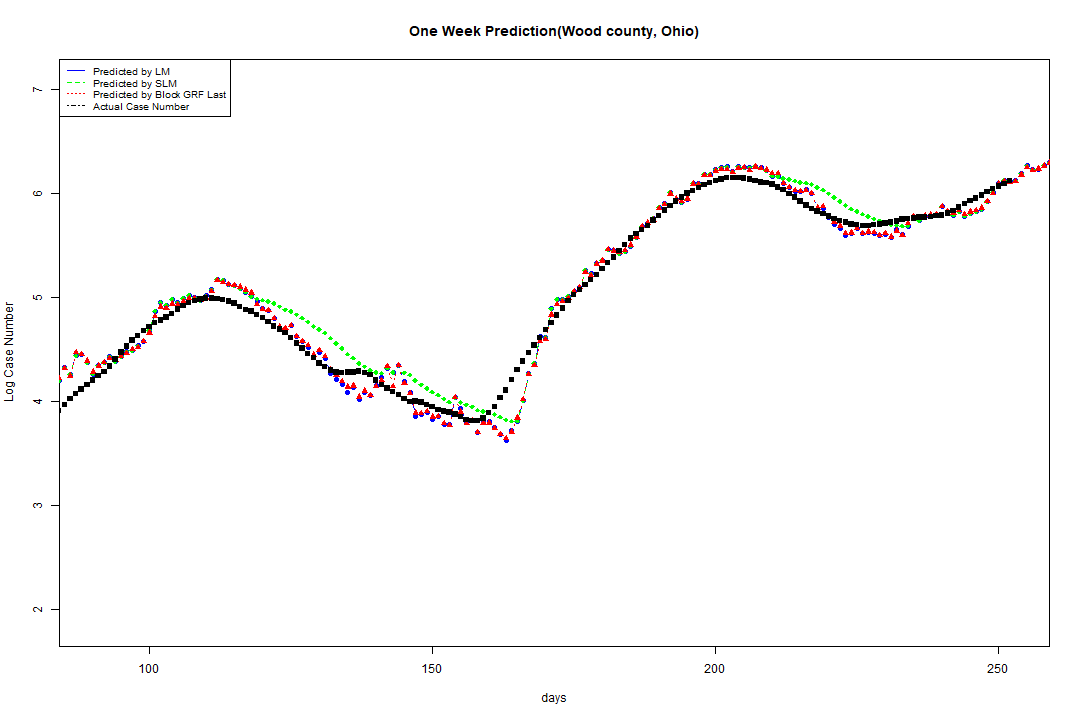 One Week Prediction(Wood county, Ohio)
Predicted by LM
Predicted by SLM
Predicted by Block GRF Last
Actual Case Number
7
6
5
4
3
2
Log Case Number
100 150 200 250
days